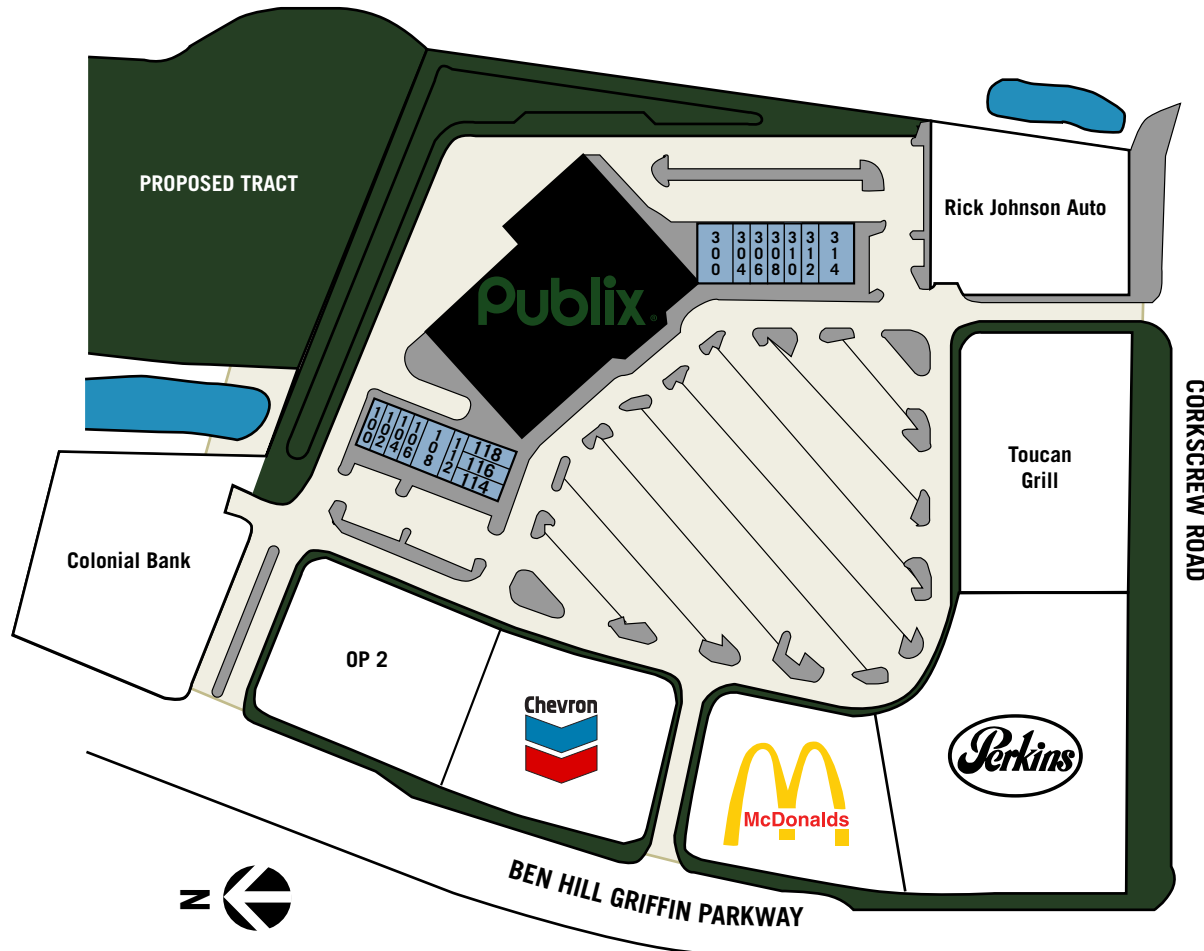 PROPOSED TRACT
Rick Johnson Auto
300
304
306
308
310
312
314
Publix®
CORKSCREW ROAD
100
102
104
106
108
112
118
116
114
Toucan
Grill
Colonial Bank
OP 2
Chevron
Perkins
McDonalds
BEN HILL GRIFFIN PARKWAY
N